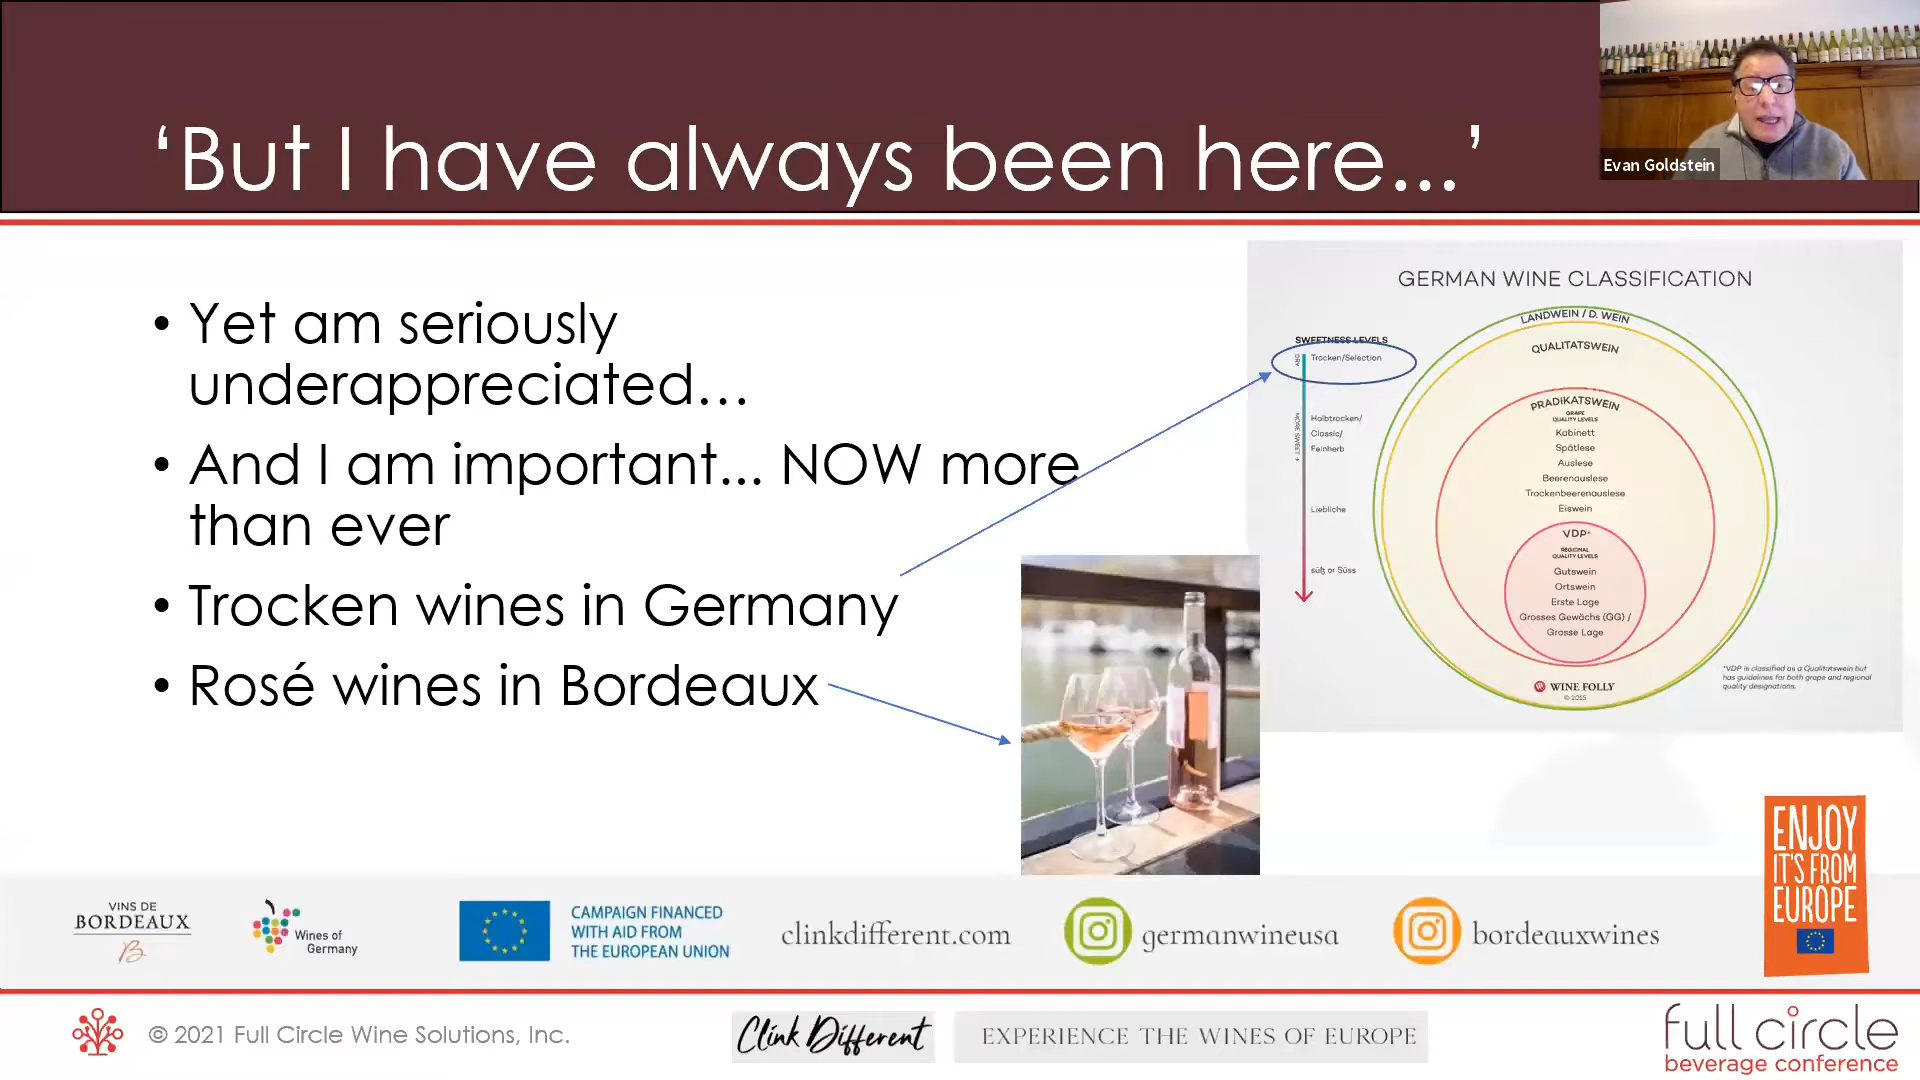 ‘But I have always been here...’
Evan Goldstein
• Yet am seriously
underappreciated…
• And I am important... NOW more
than ever
• Trocken wines in Germany
• Rosé wines in Bordeaux
GERMAN WINE CLASSIFICATION
SWEETNESS LEVELS
DRY
Trocken/Selection
MORE SWEET →
Halbtrocken/
Classic/
Feinherb
Liebliche
süß or Süss
LANDWEIN / D. WEIN
QUALITATSWEIN
PRADIKATSWEIN
GRAPE
QUALITY LEVELS
Kabinett
Spätlese
Auslese
Beerenauslese
Trockenbeerenauslese
Eiswein
VDP*
REGIONAL
QUALITY LEVELS
Gutswein
Ortswein
Erste Lage
Grosses Gewächs (GG) /
Grosse Lage
WINE FOLLY
© 2015
*VDP is classified as a Qualitatswein but
has guidelines for both grape and regional
quality designations.
VINS DE
BORDEAUX
B
Wines of
Germany
CAMPAIGN FINANCED
WITH AID FROM
THE EUROPEAN UNION
clinkdifferent.com
germanwineusa
bordeauxwines
ENJOY
IT'S FROM
EUROPE
© 2021 Full Circle Wine Solutions, Inc.
Clink Different
EXPERIENCE THE WINES OF EUROPE
full circle
beverage conference